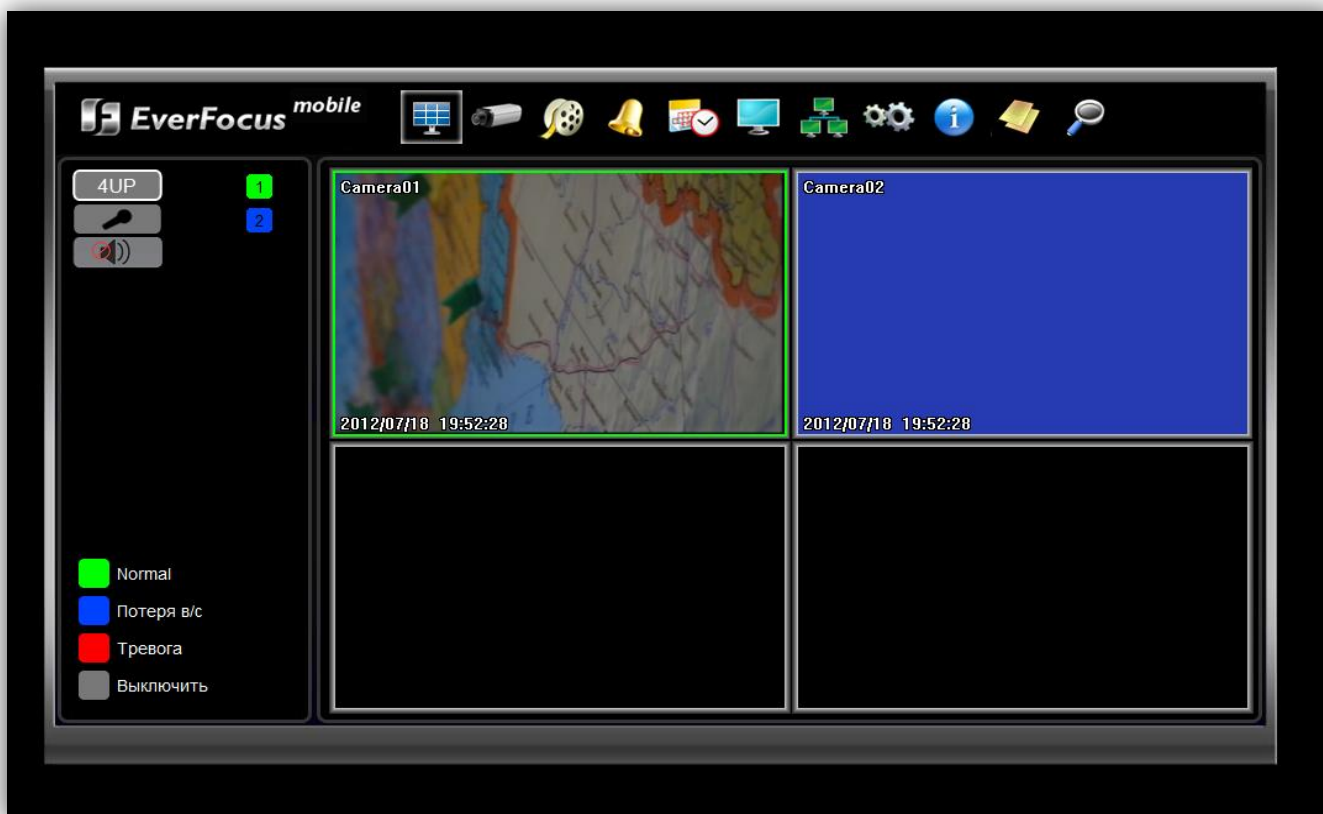 EverFocus mobile
4UP
1
2
Camera01
2012/07/18 19:52:28
Camera02
2012/07/18 19:52:28
Normal
Потеря в/с
Тревога
Выключить